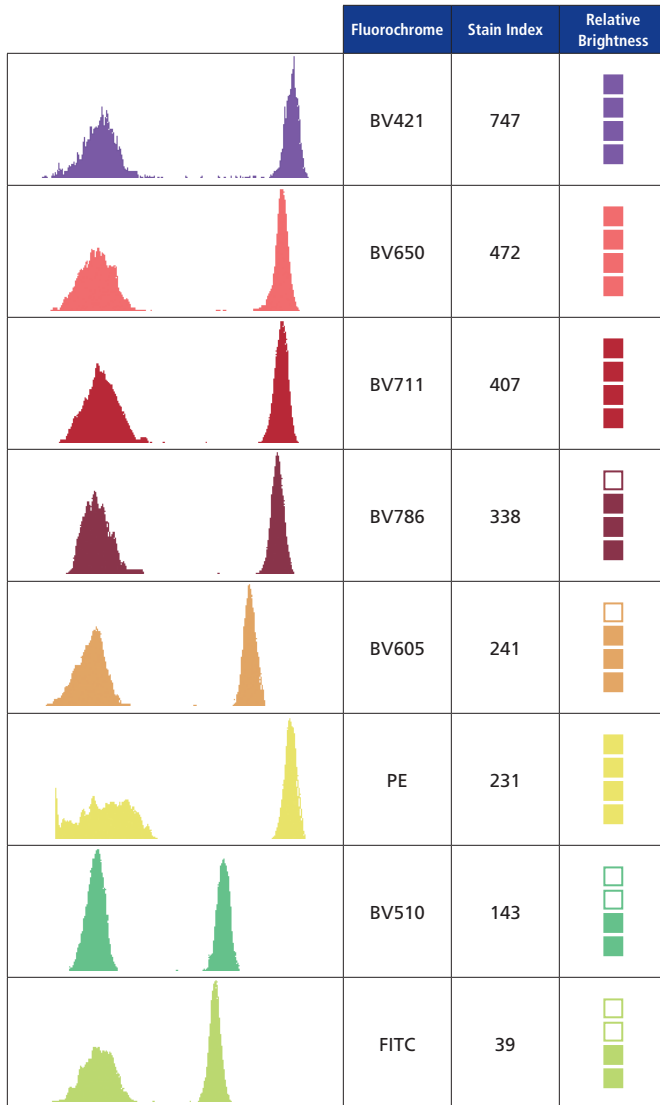 Fluorochrome Stain Index Relative Brightness
BV421 747
BV650 472
BV711 407
BV786 338
BV605 241
PE 231
BV510 143
FITC 39